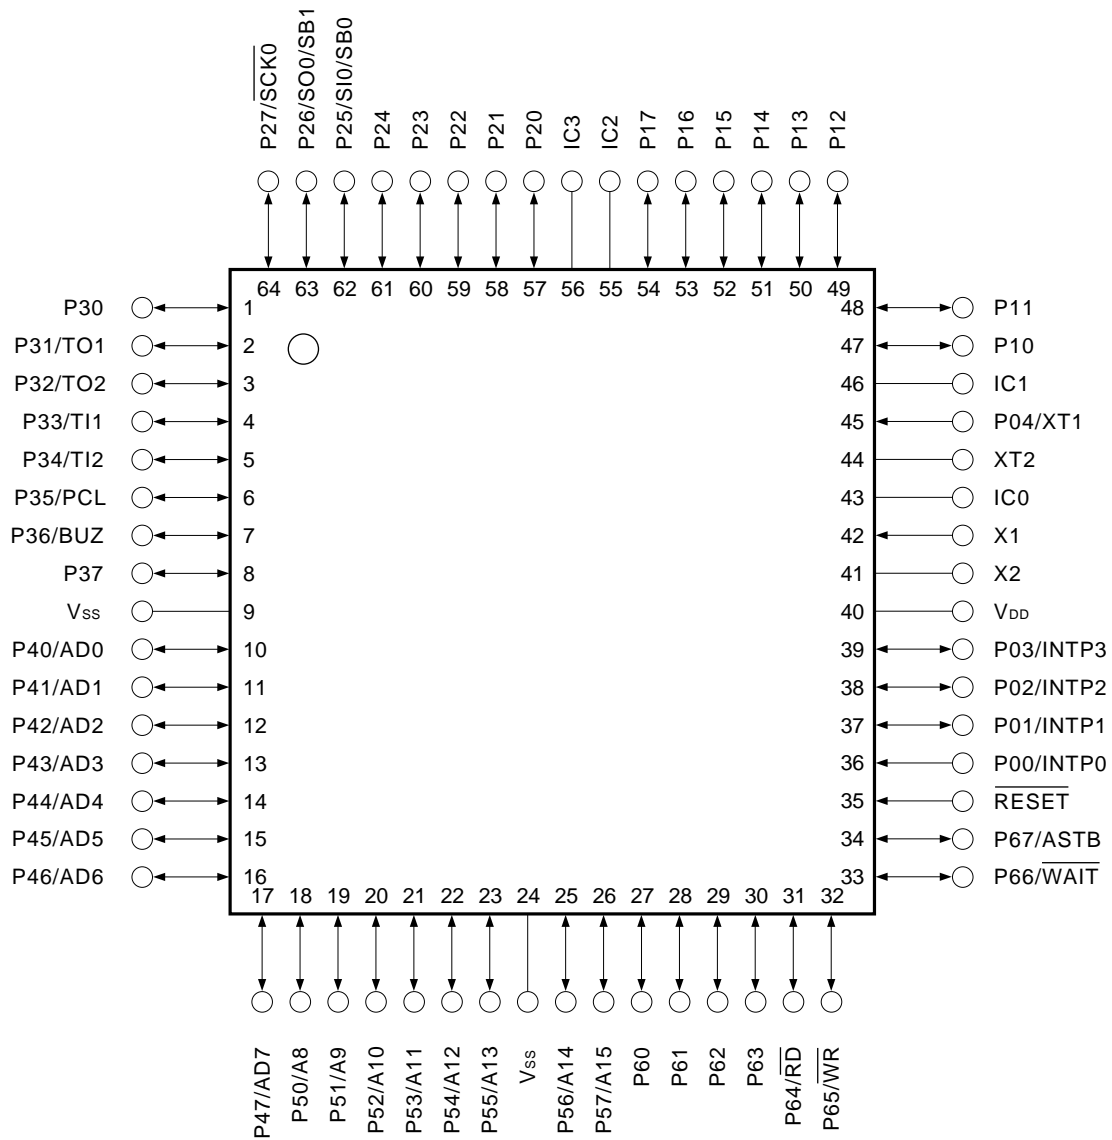 P27/SCK0
P26/SO0/SB1
P25/SI0/SB0
P24
P23
P22
P21
P20
IC3
IC2
P17
P16
P15
P14
P13
P12
64 63 62 61 60 59 58 57 56 55 54 53 52 51 50 49
P30 1
P31/TO1 2
P32/TO2 3
P33/TI1 4
P34/TI2 5
P35/PCL 6
P36/BUZ 7
P37 8
Vss 9
P40/AD0 10
P41/AD1 11
P42/AD2 12
P43/AD3 13
P44/AD4 14
P45/AD5 15
P46/AD6 16
48 P11
47 P10
46 IC1
45 P04/XT1
44 XT2
43 IC0
42 X1
41 X2
40 VDD
39 P03/INTP3
38 P02/INTP2
37 P01/INTP1
36 P00/INTP0
35 RESET
34 P67/ASTB
33 P66/WAIT
17 18 19 20 21 22 23 24 25 26 27 28 29 30 31 32
P47/AD7
P50/A8
P51/A9
P52/A10
P53/A11
P54/A12
P55/A13
Vss
P56/A14
P57/A15
P60
P61
P62
P63
P64/RD
P65/WR